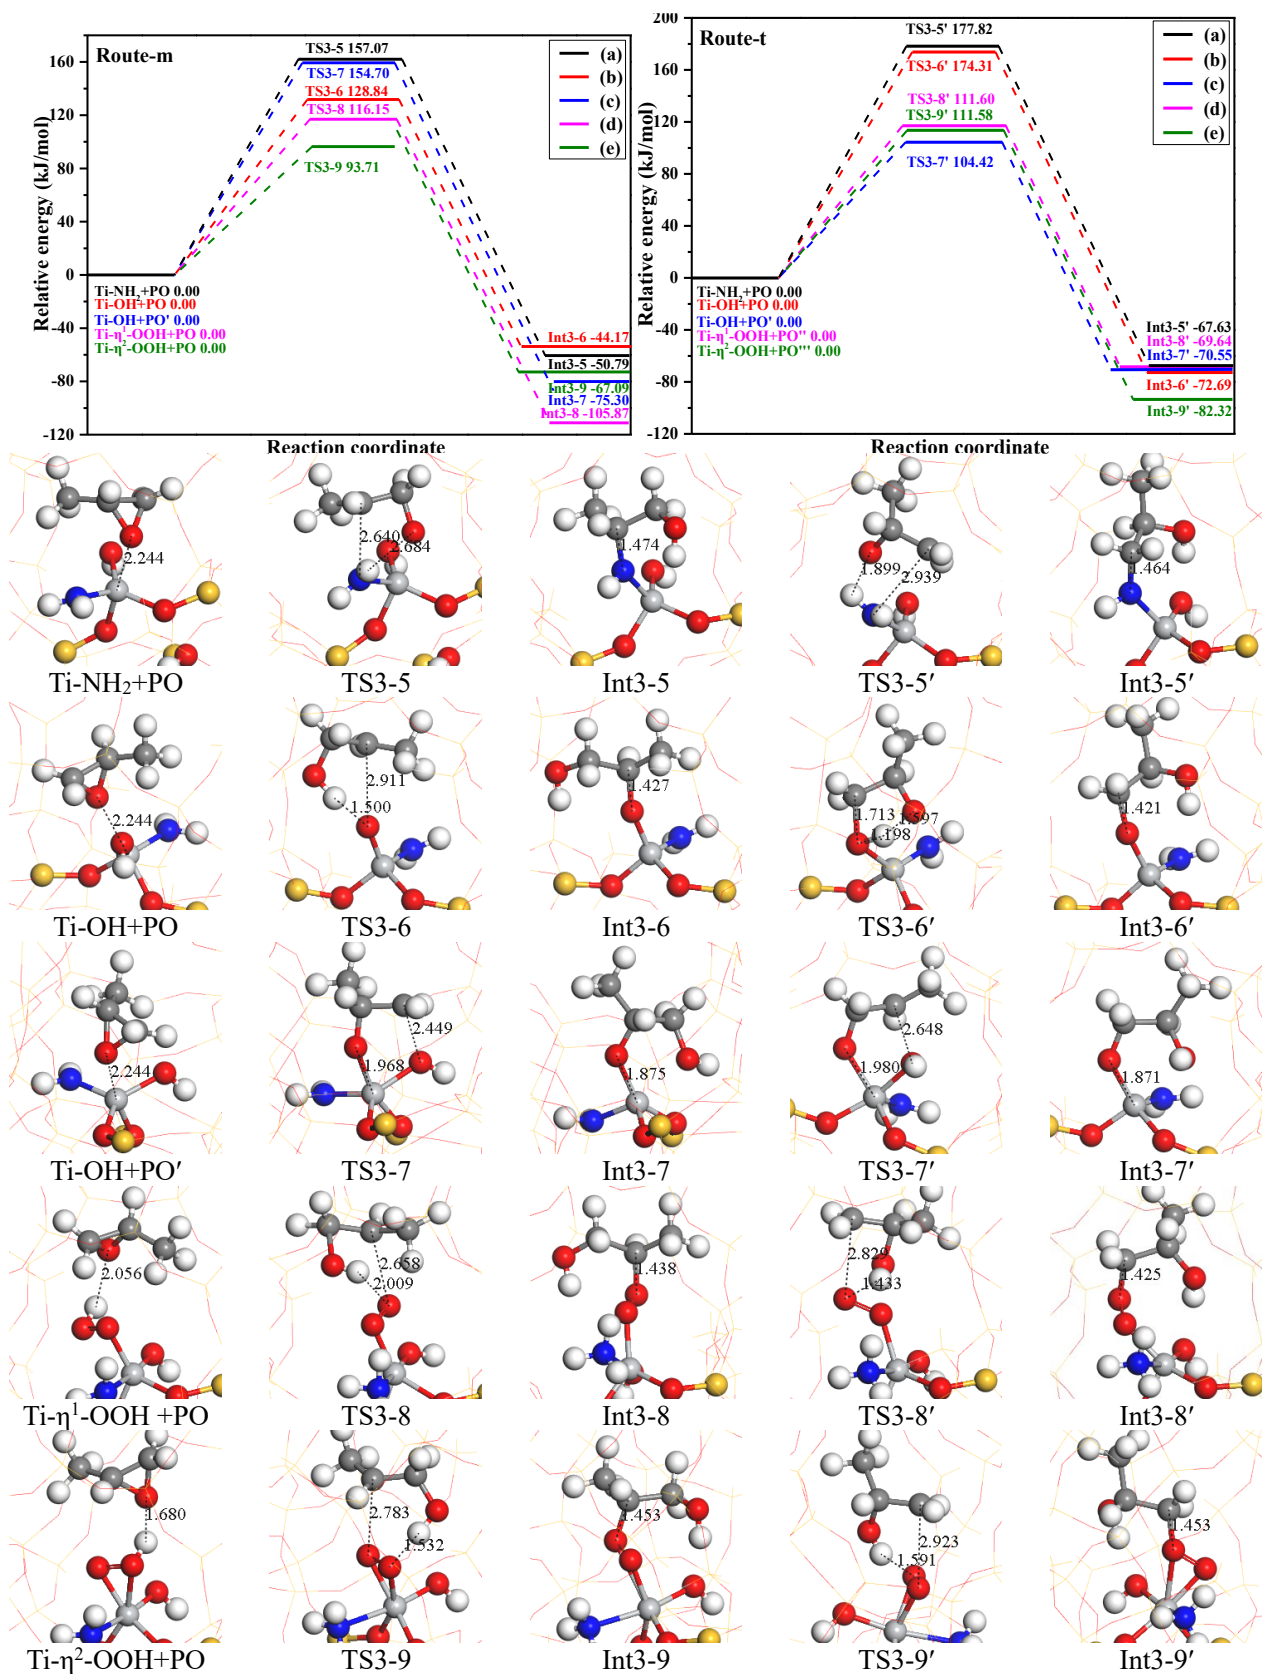 Route-m
TS3-5 157.07
TS3-7 154.70
TS3-6 128.84
TS3-8 116.15
TS3-9 93.71
(a)
(b)
(c)
(d)
(e)
160
120
80
40
0
-40
-80
-120
Relative energy (kJ/mol)
Ti-NH₂+PO 0.00
Ti-OH+PO 0.00
Ti-OH+PO' 0.00
Ti-η¹-OOH+PO 0.00
Ti-η²-OOH+PO 0.00
Int3-6 -44.17
Int3-5 -50.79
Int3-9 -67.09
Int3-7 -75.30
Int3-8 -105.87
Reaction coordinate
Route-t
TS3-5' 177.82
TS3-6' 174.31
TS3-8' 111.60
TS3-9' 111.58
TS3-7' 104.42
(a)
(b)
(c)
(d)
(e)
200
160
120
80
40
0
-40
-80
-120
Relative energy (kJ/mol)
Ti-NH₂+PO 0.00
Ti-OH+PO 0.00
Ti-OH+PO' 0.00
Ti-η¹-OOH+PO'' 0.00
Ti-η²-OOH+PO''' 0.00
Int3-5' -67.63
Int3-8' -69.64
Int3-7' -70.55
Int3-6' -72.69
Int3-9' -82.32
Reaction coordinate
2.244
2.640
2.684
1.474
1.899
2.939
1.464
Ti-NH₂+PO
TS3-5
Int3-5
TS3-5′
Int3-5′
2.244
2.911
1.500
1.427
1.713
1.597
1.198
1.421
Ti-OH+PO
TS3-6
Int3-6
TS3-6′
Int3-6′
2.244
2.449
1.968
1.875
2.648
1.980
1.871
Ti-OH+PO′
TS3-7
Int3-7
TS3-7′
Int3-7′
2.056
2.658
2.009
1.438
2.829
1.433
1.425
Ti-η¹-OOH +PO
TS3-8
Int3-8
TS3-8′
Int3-8′
1.680
2.783
1.532
1.453
2.923
1.591
1.453
Ti-η²-OOH+PO
TS3-9
Int3-9
TS3-9′
Int3-9′